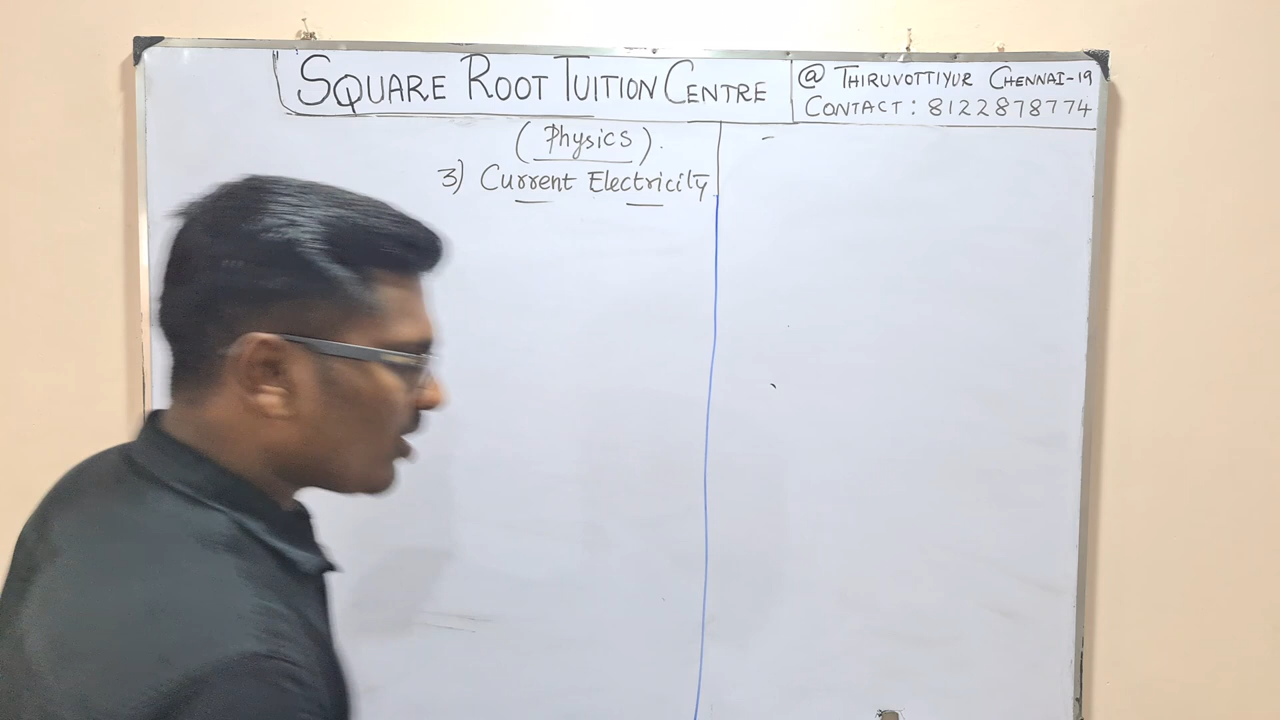 SQUARE ROOT TUITION CENTRE
@ THIRUVOTTIYUR CHENNAI-19
CONTACT : 8122878774
(Physics).
3) Current Electricity